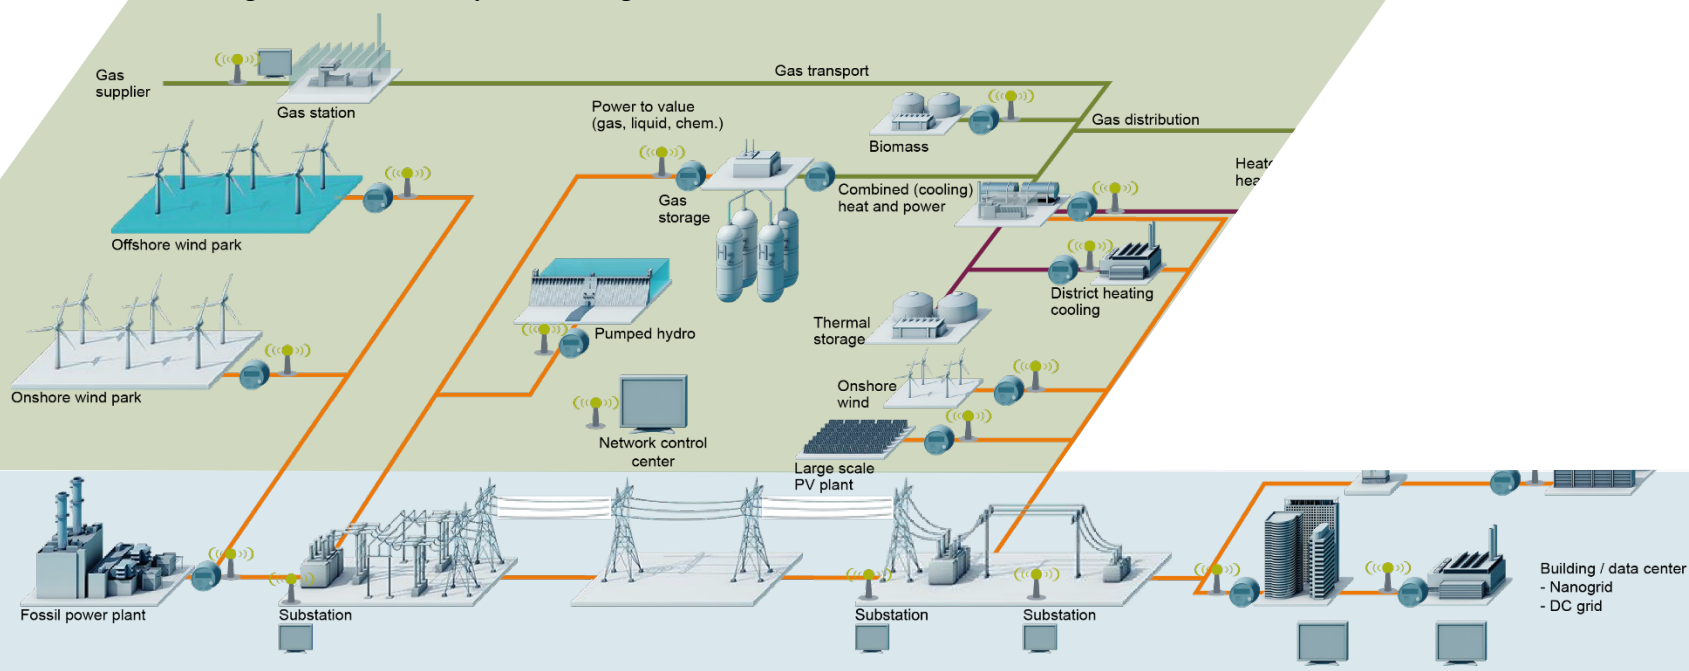 Gas
supplier
Gas station
Gas transport
Power to value
(gas, liquid, chem.)
Biomass
Gas distribution
Gas
storage
Combined (cooling)
heat and power
Offshore wind park
District heating
cooling
Pumped hydro
Thermal
storage
Onshore wind park
Onshore
wind
Network control
center
Large scale
PV plant
Fossil power plant
Substation
Substation
Substation
Building / data center
- Nanogrid
- DC grid